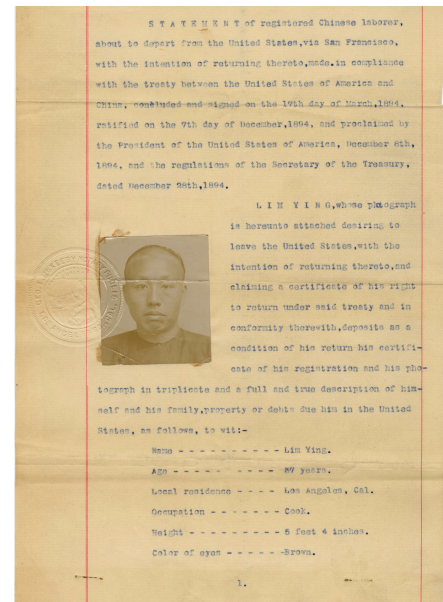 S T A T E M E N T of registered Chinese laborer,
about to depart from the United States,via San Francisco,
with the intention of returning thereto,made.in compliance
with the treaty between the United States of America and
China, concluded and signed on the 17th day of March,1894,
ratified on the 7th day of December,1894, and proclaimed by
the President of the United States of America, December 8th,
1894, and the regulations of the Secretary of the Treasury,
dated December 28th,1894.
L I M Y I N G,whose photograph
is hereunto attached desiring to
leave the United States,with the
intention of returning thereto,and
claiming a certificate of his right
to return under said treaty and in
conformity therewith,deposits as a
condition of his return his certifi-
cate of his registration and his pho-
tograph in triplicate and a full and true description of him-
self and his family,property or debts due him in the United
States, as follows, to wit:-
Name - - - - - - - - - - Lim Ying.
Age - - - - - - - - - years.
Local residence - - - - Los Angeles, Cal.
Occupation - - - - - - - Cook.
Height - - - - - - - - - 5 feet 4 inches.
Color of eyes - - - - - -Brown.
1.